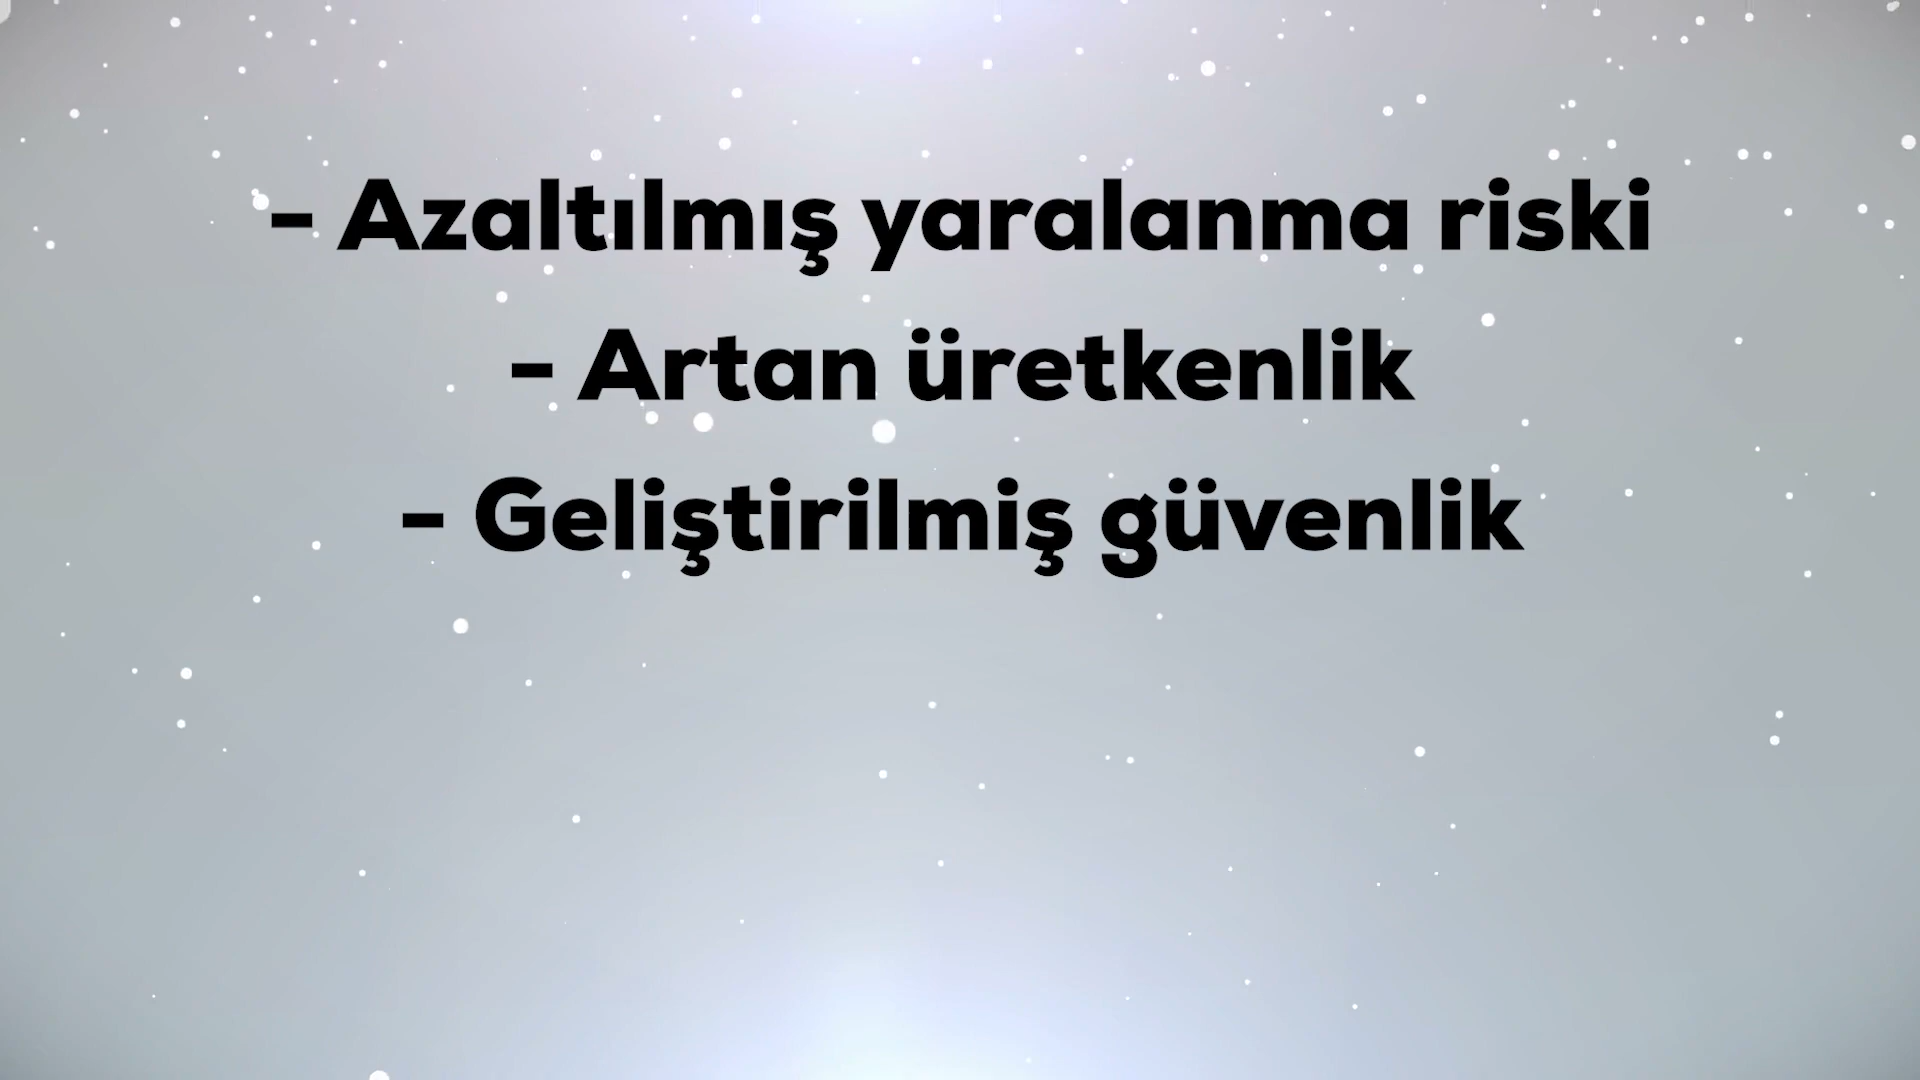 - Azaltılmış yaralanma riski
- Artan üretkenlik
- Geliştirilmiş güvenlik